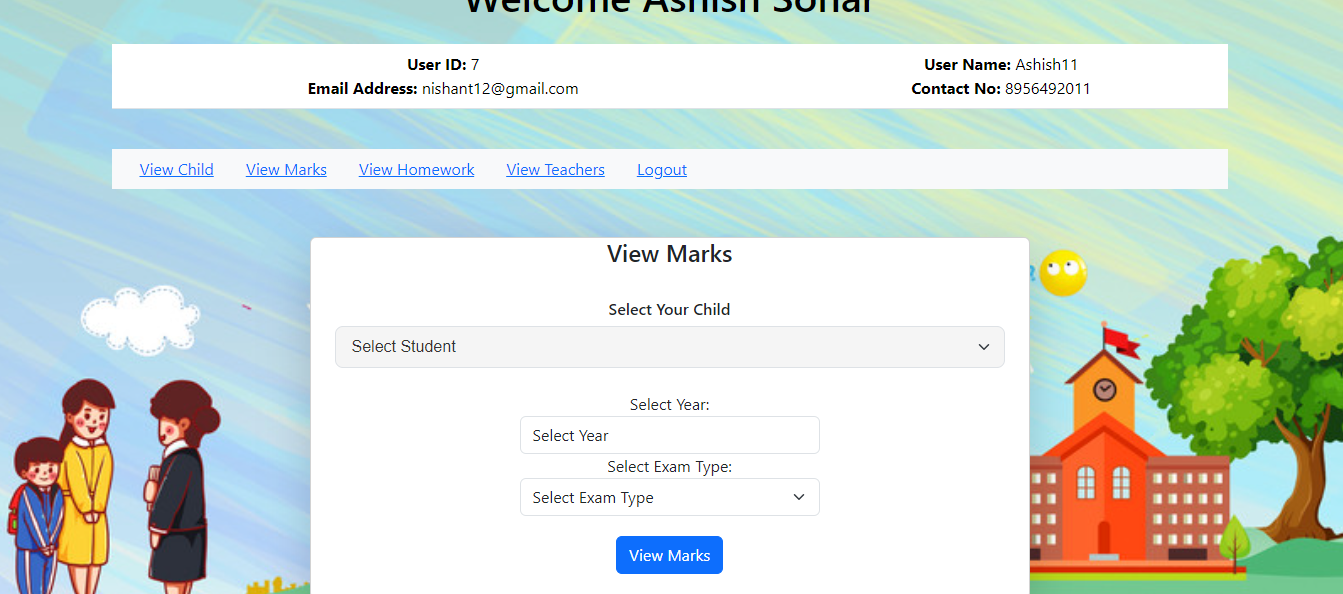 Welcome Ashish Sonar
User ID: 7
User Name: Ashish11
Email Address: nishant12@gmail.com
Contact No: 8956492011
View Child View Marks View Homework View Teachers Logout
View Marks
Select Your Child
Select Student
Select Year:
Select Year
Select Exam Type:
Select Exam Type
View Marks